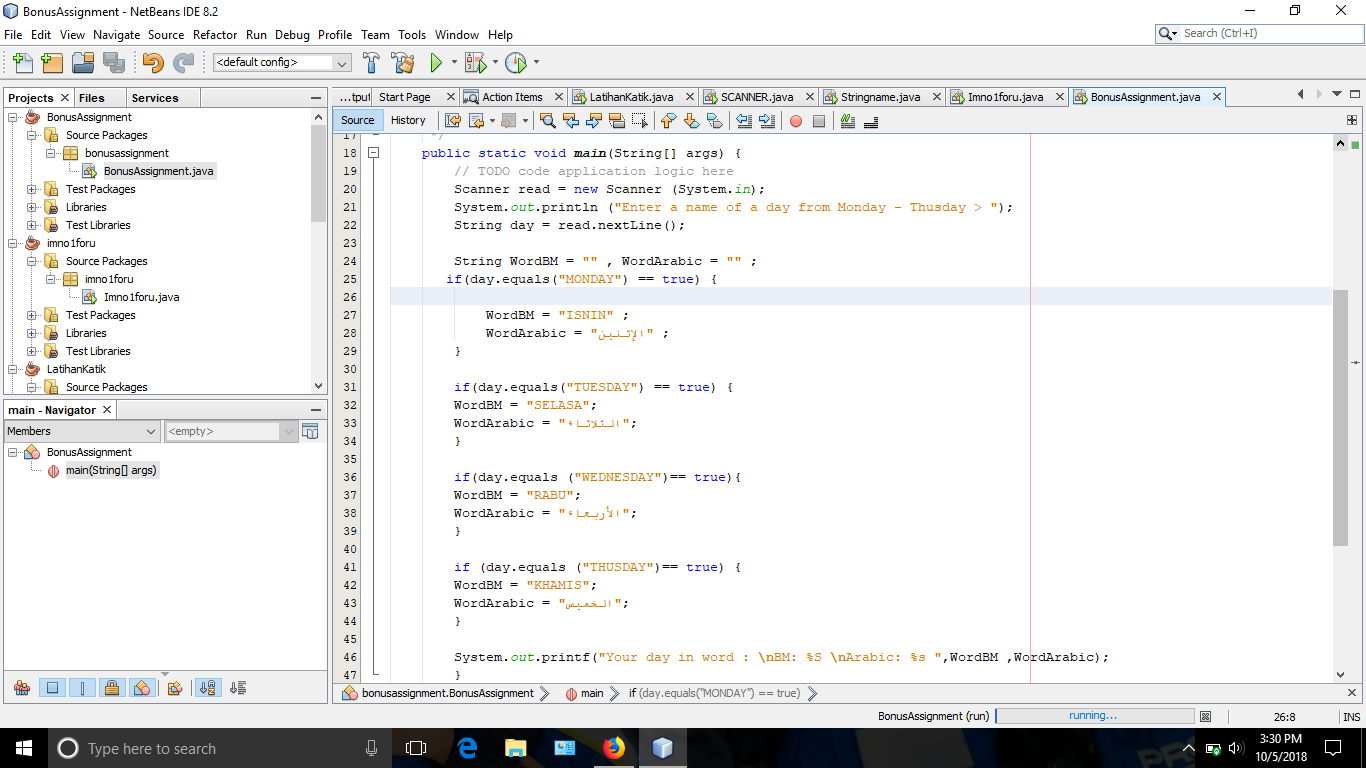 BonusAssignment - NetBeans IDE 8.2
File Edit View Navigate Source Refactor Run Debug Profile Team Tools Window Help
Search (Ctrl+I)
<default config>
Projects Files Services
BonusAssignment
Source Packages
bonusassignment
BonusAssignment.java
Test Packages
Libraries
Test Libraries
imno1foru
Source Packages
imno1foru
Imno1foru.java
Test Packages
Libraries
Test Libraries
LatihanKatik
Source Packages
main - Navigator
Members <empty>
BonusAssignment
main(String[] args)
...tput Start Page Action Items LatihanKatik.java SCANNER.java Stringname.java Imno1foru.java BonusAssignment.java
Source History
17 */
18 public static void main(String[] args) {
19 // TODO code application logic here
20 Scanner read = new Scanner (System.in);
21 System.out.println ("Enter a name of a day from Monday - Thusday > ");
22 String day = read.nextLine();
23
24 String WordBM = "" , WordArabic = "" ;
25 if(day.equals("MONDAY") == true) {
26
27 WordBM = "ISNIN" ;
28 WordArabic = "الإثنين" ;
29 }
30
31 if(day.equals("TUESDAY") == true) {
32 WordBM = "SELASA";
33 WordArabic = "الثلاثاء";
34 }
35
36 if(day.equals ("WEDNESDAY")== true){
37 WordBM = "RABU";
38 WordArabic = "الأربعاء";
39 }
40
41 if (day.equals ("THUSDAY")== true) {
42 WordBM = "KHAMIS";
43 WordArabic = "الخميس";
44 }
45
46 System.out.printf("Your day in word : \nBM: %S \nArabic: %s ",WordBM ,WordArabic);
47 }
bonusassignment.BonusAssignment main if (day.equals("MONDAY") == true)
BonusAssignment (run) running... 26:8 INS
Type here to search
3:30 PM
10/5/2018